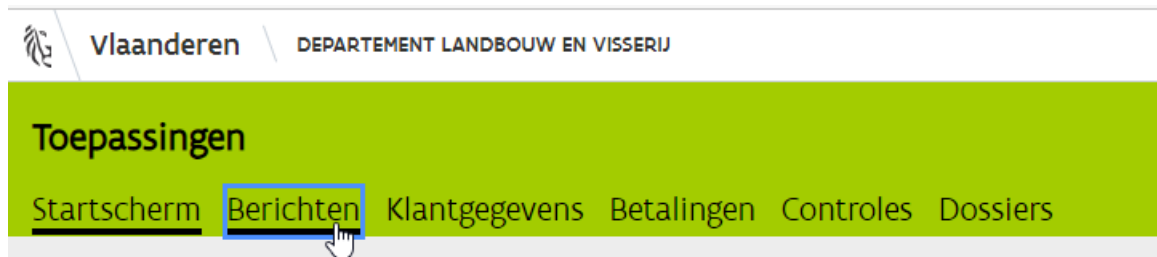 Vlaanderen DEPARTEMENT LANDBOUW EN VISSERIJ
Toepassingen
Startscherm Berichten Klantgegevens Betalingen Controles Dossiers